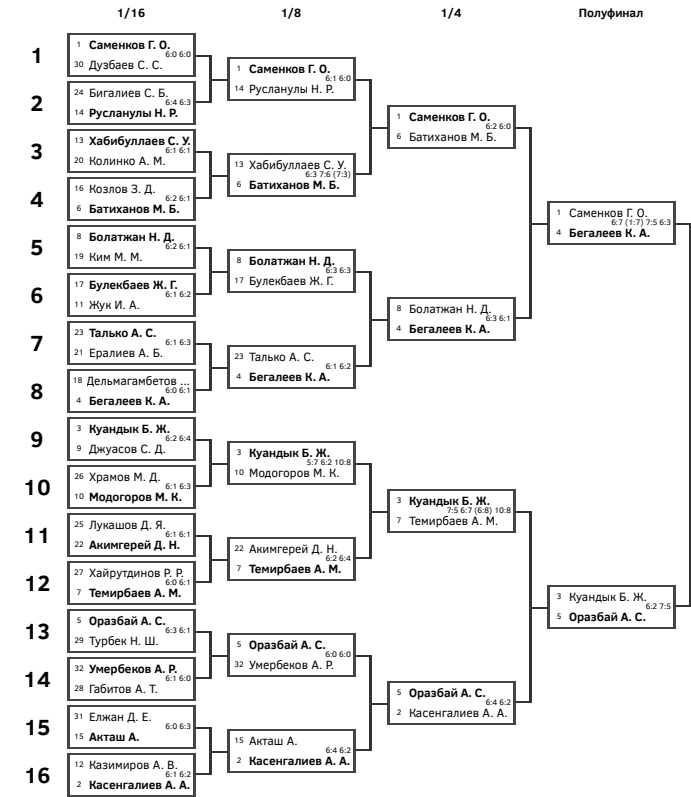 1/16 1/8 1/4 Полуфинал
1
1 Саменков Г. О.
6:0 6:0
30 Дузбаев С. С.
2
24 Бигалиев С. Б.
6:4 6:3
14 Русланулы Н. Р.
3
13 Хабибуллаев С. У.
6:1 6:1
20 Колинко А. М.
4
16 Козлов З. Д.
6:2 6:1
6 Батиханов М. Б.
5
8 Болатжан Н. Д.
6:2 6:1
19 Ким М. М.
6
17 Булекбаев Ж. Г.
6:1 6:2
11 Жук И. А.
7
23 Талько А. С.
6:1 6:3
21 Ералиев А. Б.
8
18 Дельмагамбетов ...
6:0 6:1
4 Бегалеев К. А.
9
3 Куандык Б. Ж.
6:2 6:4
9 Джуасов С. Д.
10
26 Храмов М. Д.
6:1 6:3
10 Модогоров М. К.
11
25 Лукашов Д. Я.
6:1 6:1
22 Акимгерей Д. Н.
12
27 Хайрутдинов Р. Р.
6:0 6:1
7 Темирбаев А. М.
13
5 Оразбай А. С.
6:3 6:1
29 Турбек Н. Ш.
14
32 Умербеков А. Р.
6:1 6:0
28 Габитов А. Т.
15
31 Елжан Д. Е.
6:0 6:3
15 Акташ А.
16
12 Казимиров А. В.
6:1 6:2
2 Касенгалиев А. А.
1 Саменков Г. О.
6:1 6:0
14 Русланулы Н. Р.
13 Хабибуллаев С. У.
6:3 7:6 (7:3)
6 Батиханов М. Б.
8 Болатжан Н. Д.
6:3 6:3
17 Булекбаев Ж. Г.
23 Талько А. С.
6:1 6:2
4 Бегалеев К. А.
3 Куандык Б. Ж.
5:7 6:2 10:8
10 Модогоров М. К.
22 Акимгерей Д. Н.
6:2 6:4
7 Темирбаев А. М.
5 Оразбай А. С.
6:0 6:0
32 Умербеков А. Р.
15 Акташ А.
6:4 6:2
2 Касенгалиев А. А.
1 Саменков Г. О.
6:2 6:0
6 Батиханов М. Б.
8 Болатжан Н. Д.
6:3 6:1
4 Бегалеев К. А.
3 Куандык Б. Ж.
7:5 6:7 (6:8) 10:8
7 Темирбаев А. М.
5 Оразбай А. С.
6:4 6:2
2 Касенгалиев А. А.
1 Саменков Г. О.
6:7 (1:7) 7:5 6:3
4 Бегалеев К. А.
3 Куандык Б. Ж.
6:2 7:5
5 Оразбай А. С.